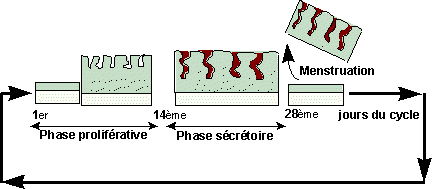 Menstruation
1er
14ème
28ème
jours du cycle
Phase proliférative
Phase sécrétoire